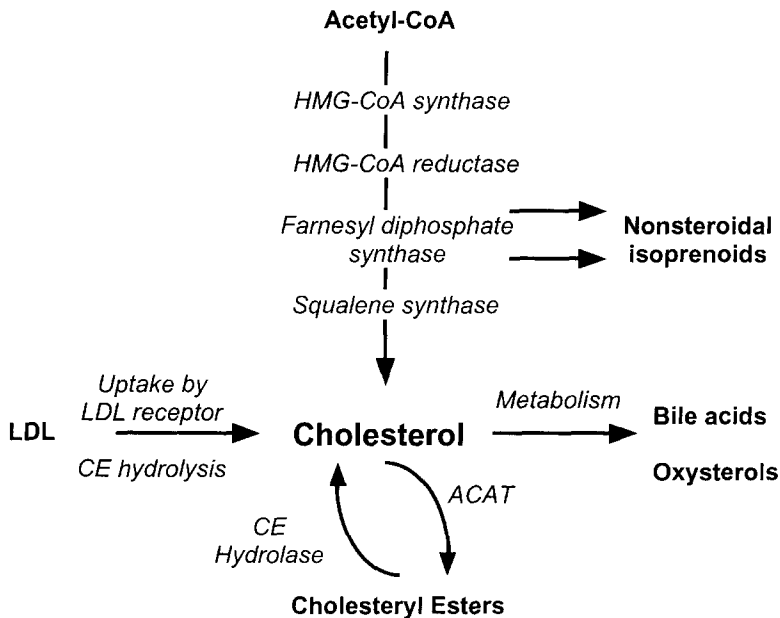 Acetyl-CoA
HMG-CoA synthase
HMG-CoA reductase
Farnesyl diphosphate
synthase
Nonsteroidal
isoprenoids
Squalene synthase
Uptake by
LDL receptor
LDL
CE hydrolysis
Cholesterol
Metabolism
Bile acids
Oxysterols
ACAT
CE
Hydrolase
Cholesteryl Esters